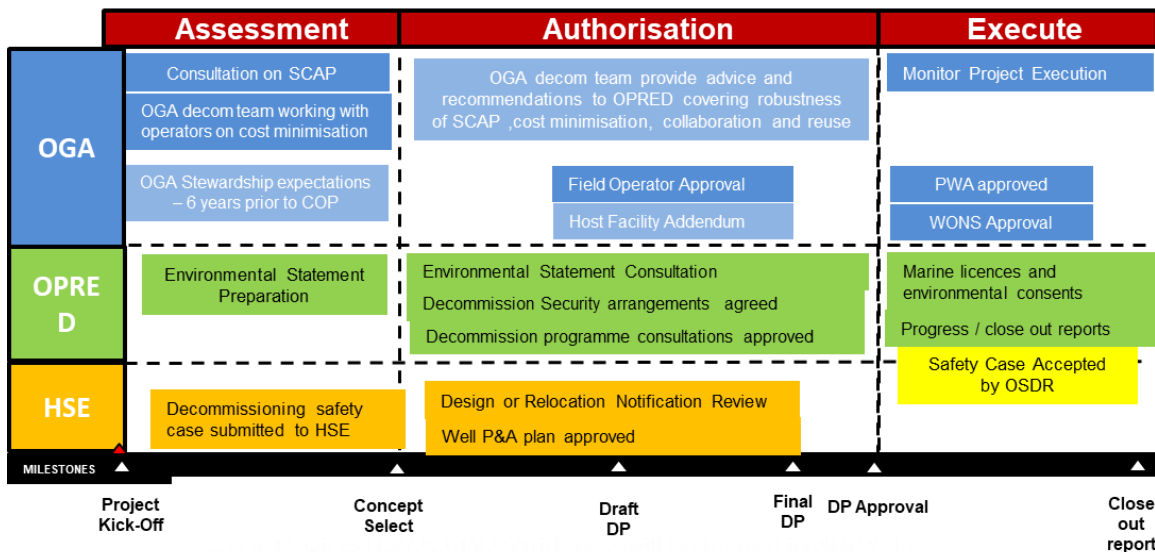 Assessment
Authorisation
Execute
OGA
Consultation on SCAP
OGA decom team working with
operators on cost minimisation
OGA Stewardship expectations
– 6 years prior to COP
OGA decom team provide advice and
recommendations to OPRED covering robustness
of SCAP ,cost minimisation, collaboration and reuse
Field Operator Approval
Host Facility Addendum
Monitor Project Execution
PWA approved
WONS Approval
OPRE
D
Environmental Statement
Preparation
Environmental Statement Consultation
Decommission Security arrangements agreed
Decommission programme consultations approved
Marine licences and
environmental consents
Progress / close out reports
Safety Case Accepted
by OSDR
HSE
Decommissioning safety
case submitted to HSE
Design or Relocation Notification Review
Well P&A plan approved
MILESTONES
Project
Kick-Off
Concept
Select
Draft
DP
Final
DP
DP Approval
Close
out
report